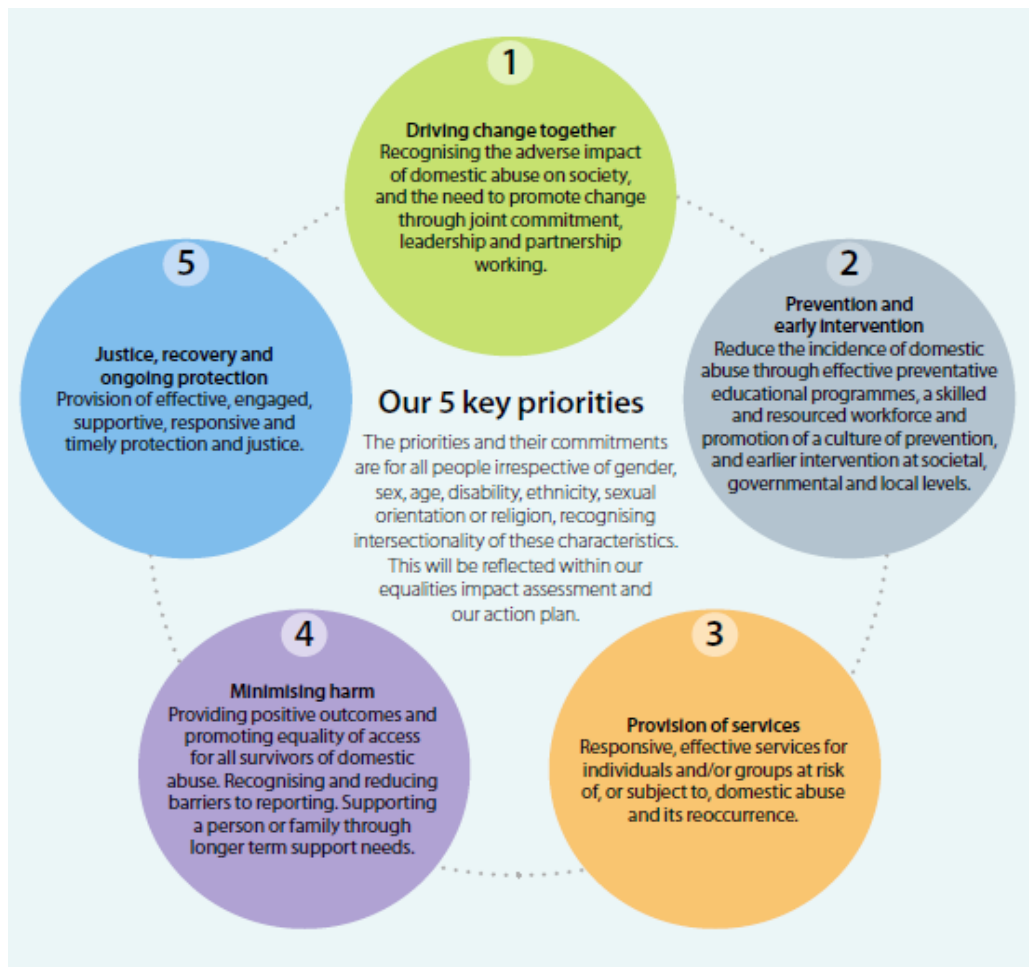 1
Driving change together
Recognising the adverse impact
of domestic abuse on society,
and the need to promote change
through joint commitment,
leadership and partnership
working.
2
Prevention and
early intervention
Reduce the incidence of domestic
abuse through effective preventative
educational programmes, a skilled
and resourced workforce and
promotion of a culture of prevention,
and earlier intervention at societal,
governmental and local levels.
3
Provision of services
Responsive, effective services for
individuals and/or groups at risk
of, or subject to, domestic abuse
and its reoccurrence.
4
Minimising harm
Providing positive outcomes and
promoting equality of access
for all survivors of domestic
abuse. Recognising and reducing
barriers to reporting. Supporting
a person or family through
longer term support needs.
5
Justice, recovery and
ongoing protection
Provision of effective, engaged,
supportive, responsive and
timely protection and justice.
Our 5 key priorities
The priorities and their commitments
are for all people irrespective of gender,
sex, age, disability, ethnicity, sexual
orientation or religion, recognising
intersectionality of these characteristics.
This will be reflected within our
equalities impact assessment and
our action plan.